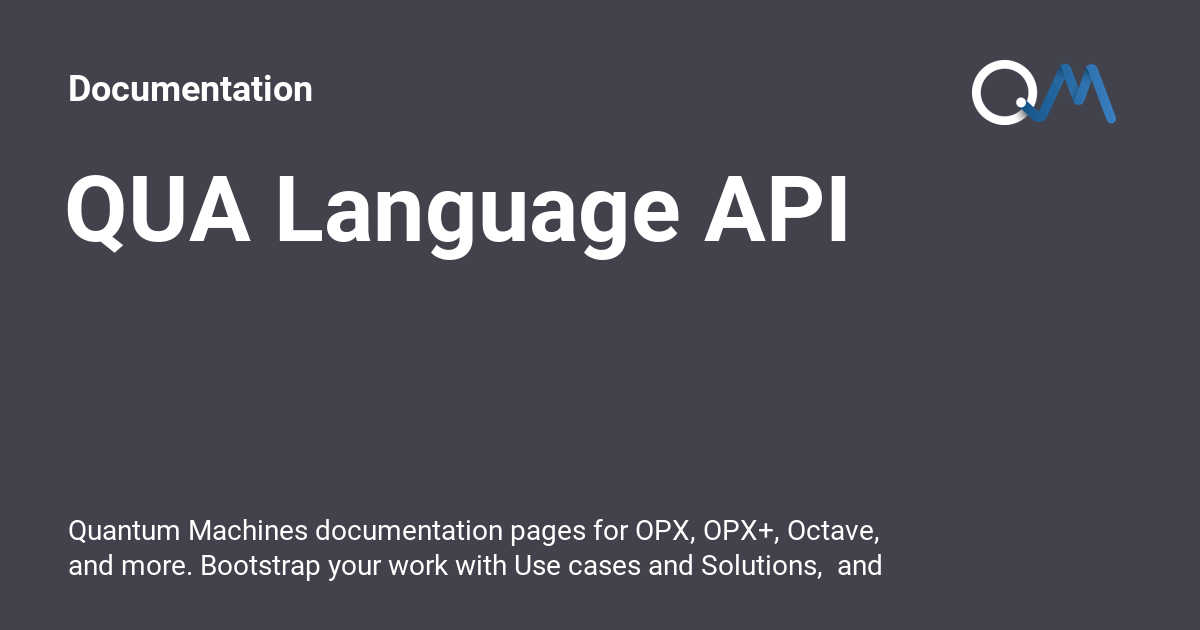 Documentation
QM
QUA Language API
Quantum Machines documentation pages for OPX, OPX+, Octave,
and more. Bootstrap your work with Use cases and Solutions,  and